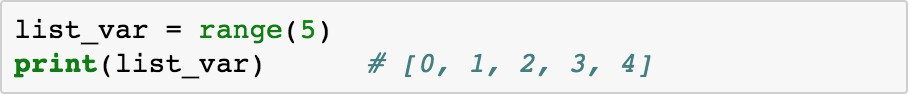 list_var = range(5)
print(list_var)      # [0, 1, 2, 3, 4]